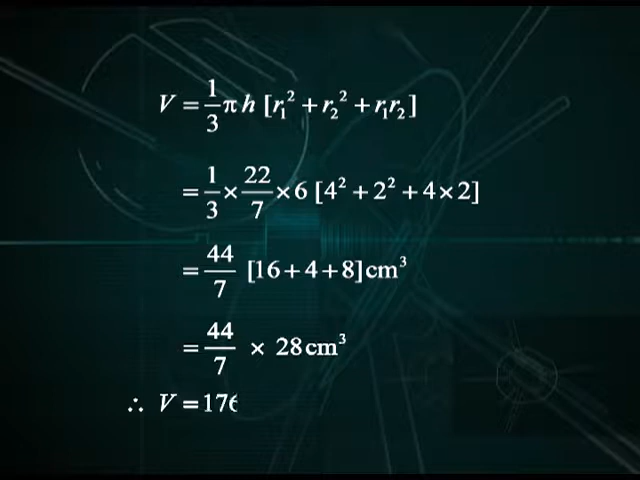 V = 1/3 π h [r₁² + r₂² + r₁r₂]
= 1/3 × 22/7 × 6 [4² + 2² + 4 × 2]
= 44/7 [16 + 4 + 8] cm³
= 44/7 × 28 cm³
∴ V = 176